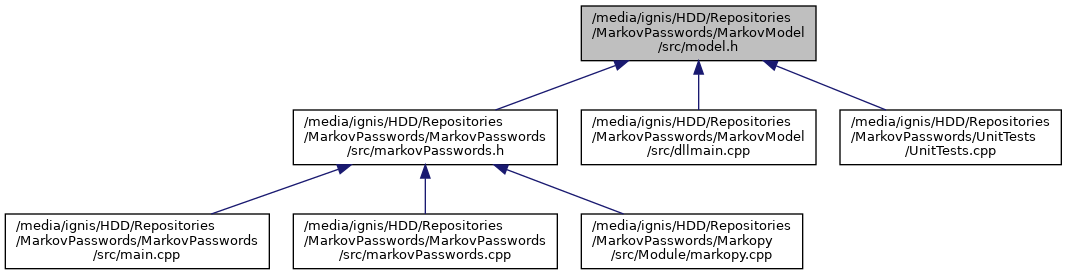 /media/ignis/HDD/Repositories
/MarkovPasswords/MarkovModel
/src/model.h
/media/ignis/HDD/Repositories
/MarkovPasswords/MarkovPasswords
/src/markovPasswords.h
/media/ignis/HDD/Repositories
/MarkovPasswords/MarkovModel
/src/dllmain.cpp
/media/ignis/HDD/Repositories
/MarkovPasswords/UnitTests
/UnitTests.cpp
/media/ignis/HDD/Repositories
/MarkovPasswords/MarkovPasswords
/src/main.cpp
/media/ignis/HDD/Repositories
/MarkovPasswords/MarkovPasswords
/src/markovPasswords.cpp
/media/ignis/HDD/Repositories
/MarkovPasswords/Markopy
/src/Module/markopy.cpp